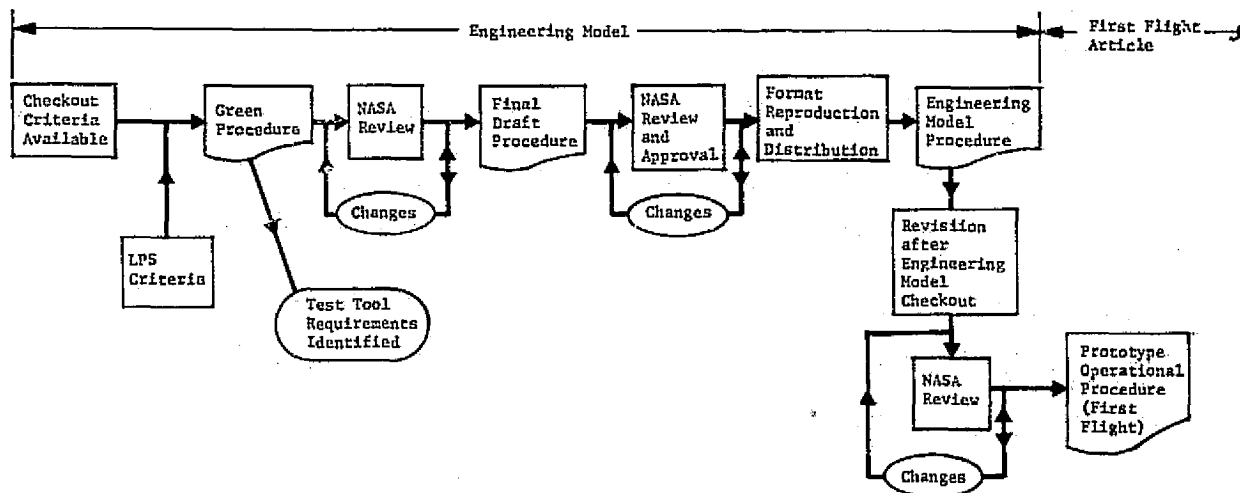 Engineering Model
First Flight
Article
Checkout
Criteria
Available
Green
Procedure
NASA
Review
Final
Draft
Procedure
NASA
Review
and
Approval
Format
Reproduction
and
Distribution
Engineering
Model
Procedure
Changes
Changes
LPS
Criteria
Test Tool
Requirements
Identified
Revisiion
after
Engineering
Model
Checkout
NASA
Review
Prototype
Operational
Procedure
(First
Flight)
Changes